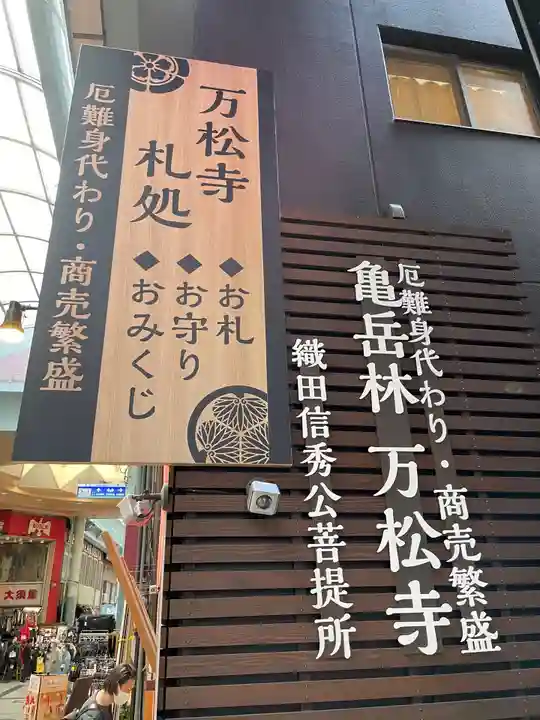 万松寺
札処
◆お札
◆お守り
◆おみくじ
厄難身代わり・商売繁盛
厄難身代わり・商売繁盛
亀岳林 万松寺
織田信秀公菩提所
大須屋